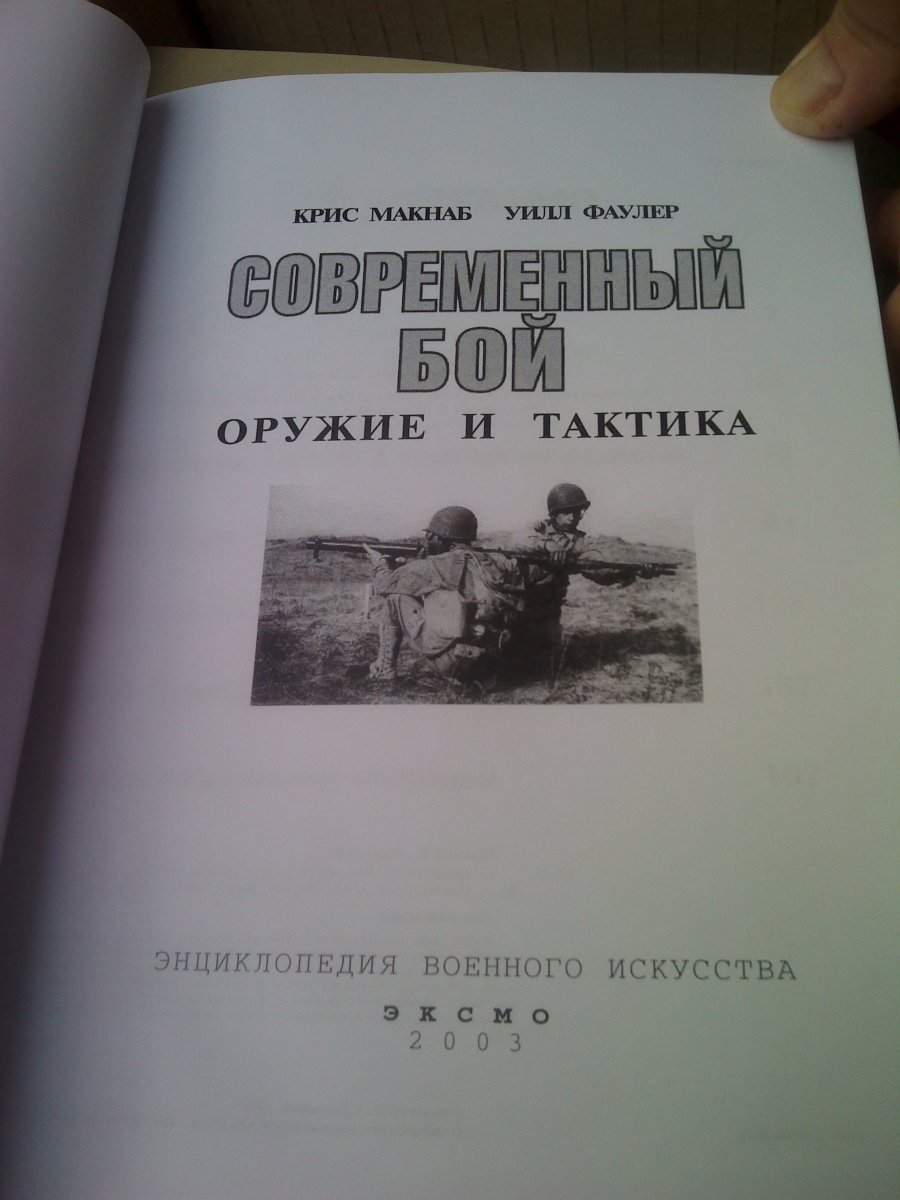 КРИС МАКНАБ УИЛЛ ФАУЛЕР
СОВРЕМЕННЫЙ
БОЙ
ОРУЖИЕ И ТАКТИКА
ЭНЦИКЛОПЕДИЯ ВОЕННОГО ИСКУССТВА
ЭКСМО
2003